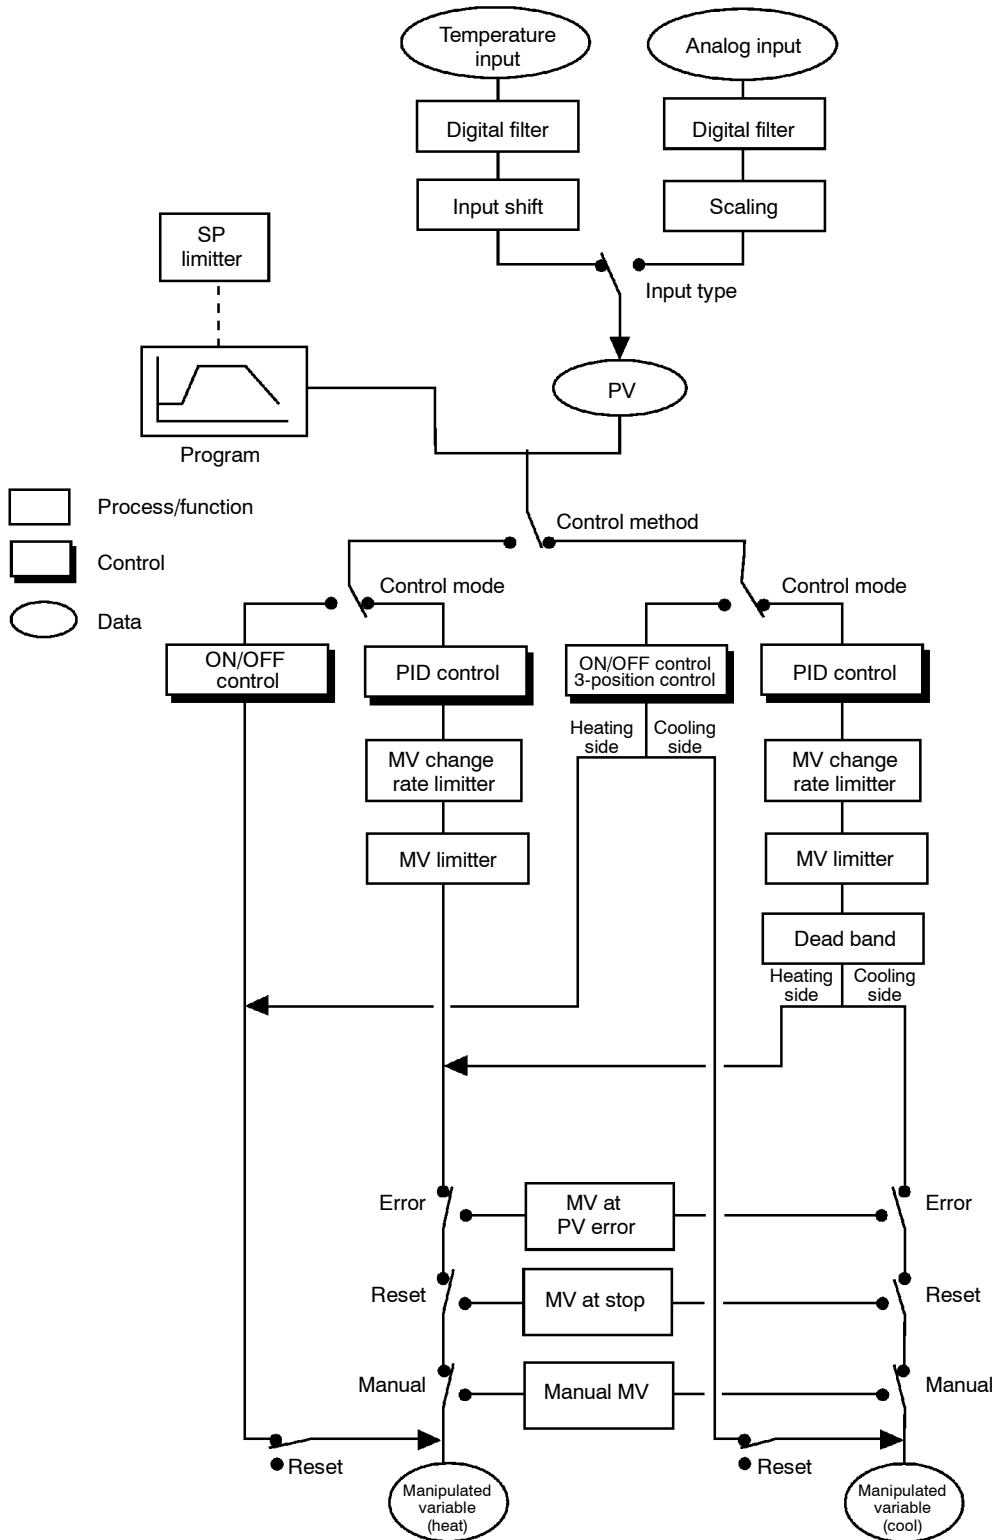 Temperature
input
Analog input
Digital filter
Digital filter
Input shift
Scaling
SP
limitter
Input type
PV
Program
Process/function
Control method
Control
Control mode
Control mode
Data
ON/OFF
control
PID control
ON/OFF control
3-position control
PID control
Heating
side
Cooling
side
MV change
rate limitter
MV change
rate limitter
MV limitter
MV limitter
Dead band
Heating
side
Cooling
side
Error
MV at
PV error
Error
Reset
MV at stop
Reset
Manual
Manual MV
Manual
Reset
Reset
Manipulated
variable
(heat)
Manipulated
variable
(cool)